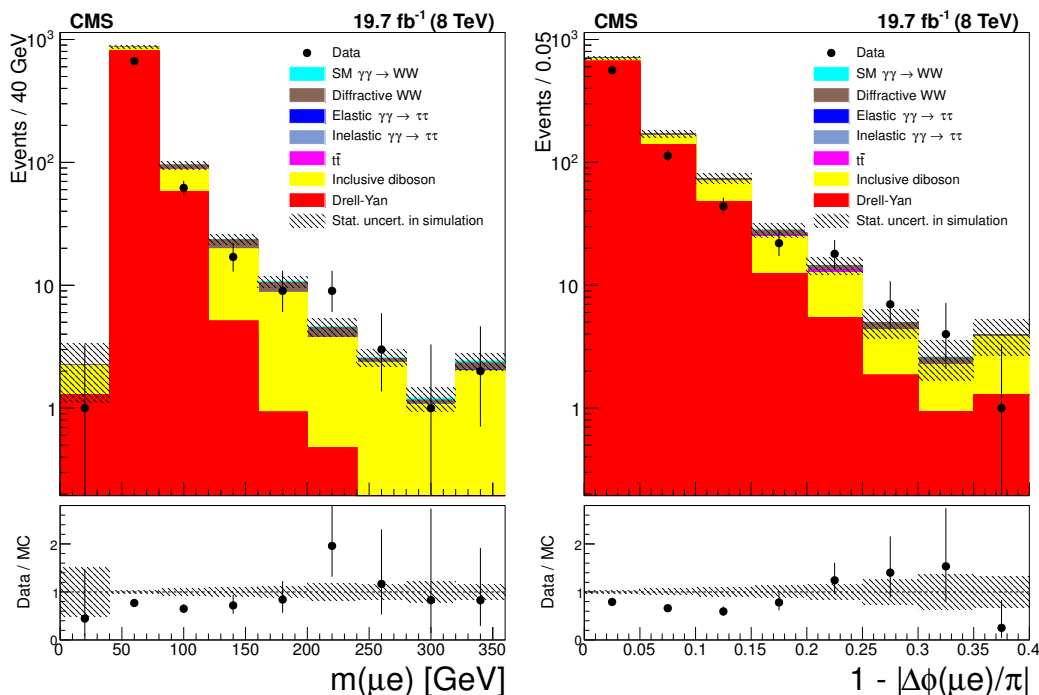 CMS 19.7 fb⁻¹ (8 TeV)
Events / 40 GeV
10³
10²
10
1
Data
SM γγ → WW
Diffractive WW
Elastic γγ → ττ
Inelastic γγ → ττ
tt̄
Inclusive diboson
Drell-Yan
Stat. uncert. in simulation
Data / MC
2
1
0
0 50 100 150 200 250 300 350
m(μe) [GeV]
CMS 19.7 fb⁻¹ (8 TeV)
Events / 0.05
10³
10²
10
1
Data
SM γγ → WW
Diffractive WW
Elastic γγ → ττ
Inelastic γγ → ττ
tt̄
Inclusive diboson
Drell-Yan
Stat. uncert. in simulation
Data / MC
2
1
0
0 0.05 0.1 0.15 0.2 0.25 0.3 0.35 0.4
1 - |Δϕ(μe)/π|